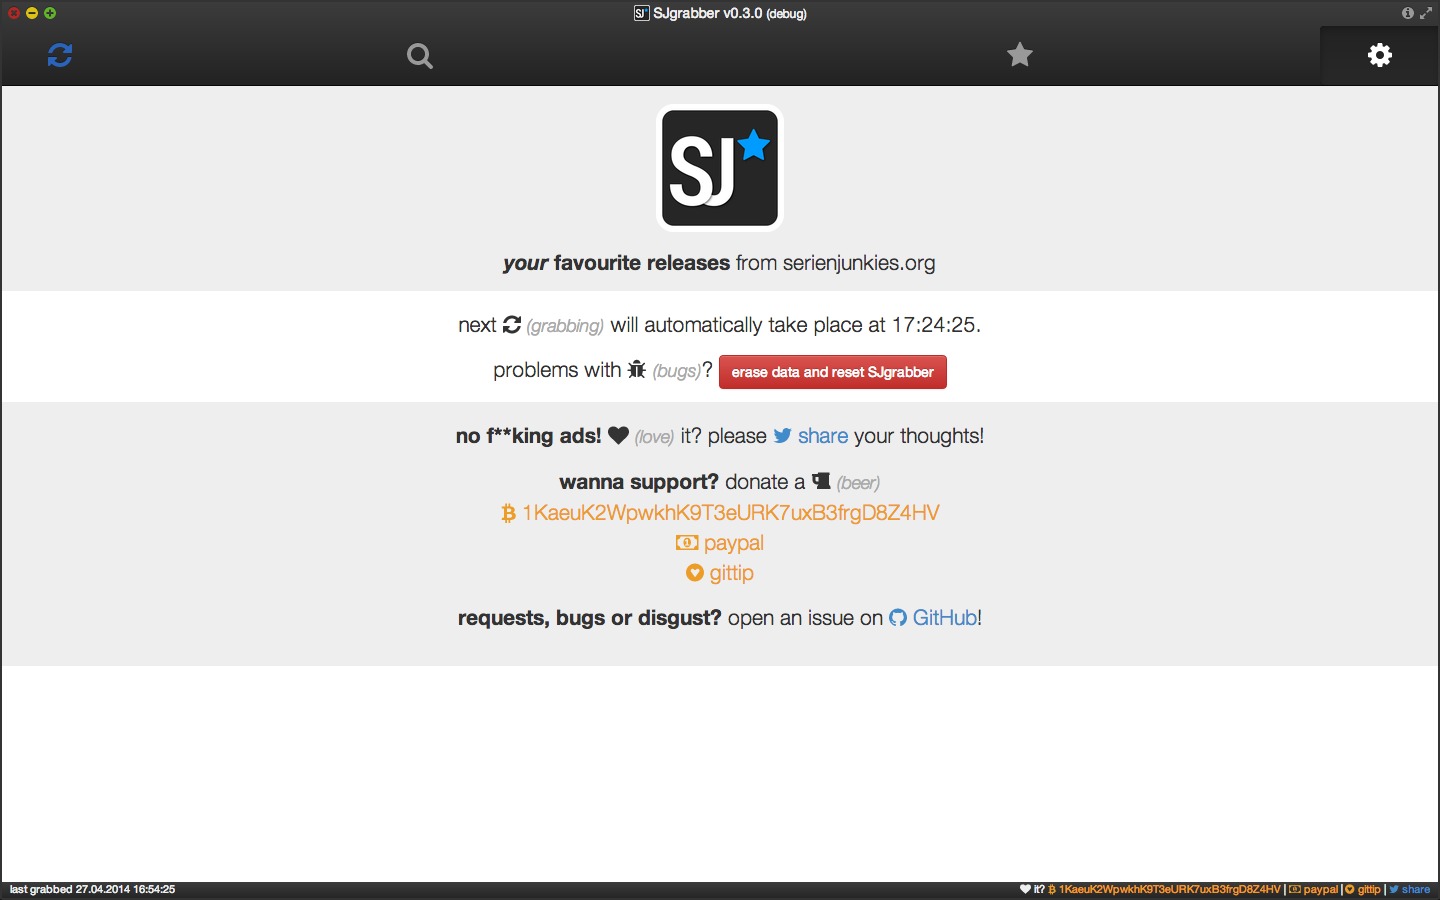 SJ SJgrabber v0.3.0 (debug)
SJ
your favourite releases from serienjunkies.org
next (grabbing) will automatically take place at 17:24:25.
problems with (bugs)? erase data and reset SJgrabber
no f**king ads! (love) it? please share your thoughts!
wanna support? donate a (beer)
1KaeuK2WpwkhK9T3eURK7uxB3frgD8Z4HV
paypal
gittip
requests, bugs or disgust? open an issue on GitHub!
last grabbed 27.04.2014 16:54:25 it? 1KaeuK2WpwkhK9T3eURK7uxB3frgD8Z4HV | paypal | gittip | share